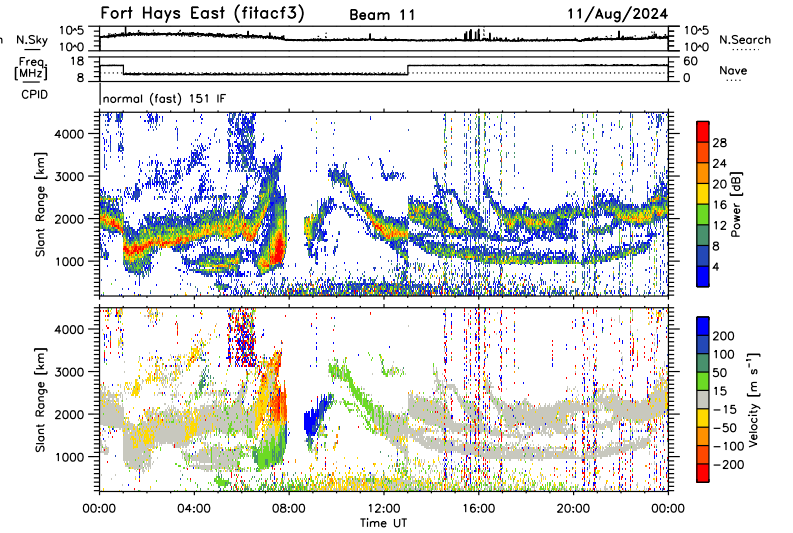 Fort Hays East (fitacf3) Beam 11 11/Aug/2024
N.Sky 10^5 10^0 10^5 10^0 N.Search
Freq. [MHz] 18 8 60 0 Nave
CPID normal (fast) 151 IF
Slant Range [km] 4000 3000 2000 1000
Power [dB] 28 24 20 16 12 8 4
Slant Range [km] 4000 3000 2000 1000
Velocity [m s⁻¹] 200 100 50 15 −15 −50 −100 −200
00:00 04:00 08:00 12:00 16:00 20:00 00:00
Time UT